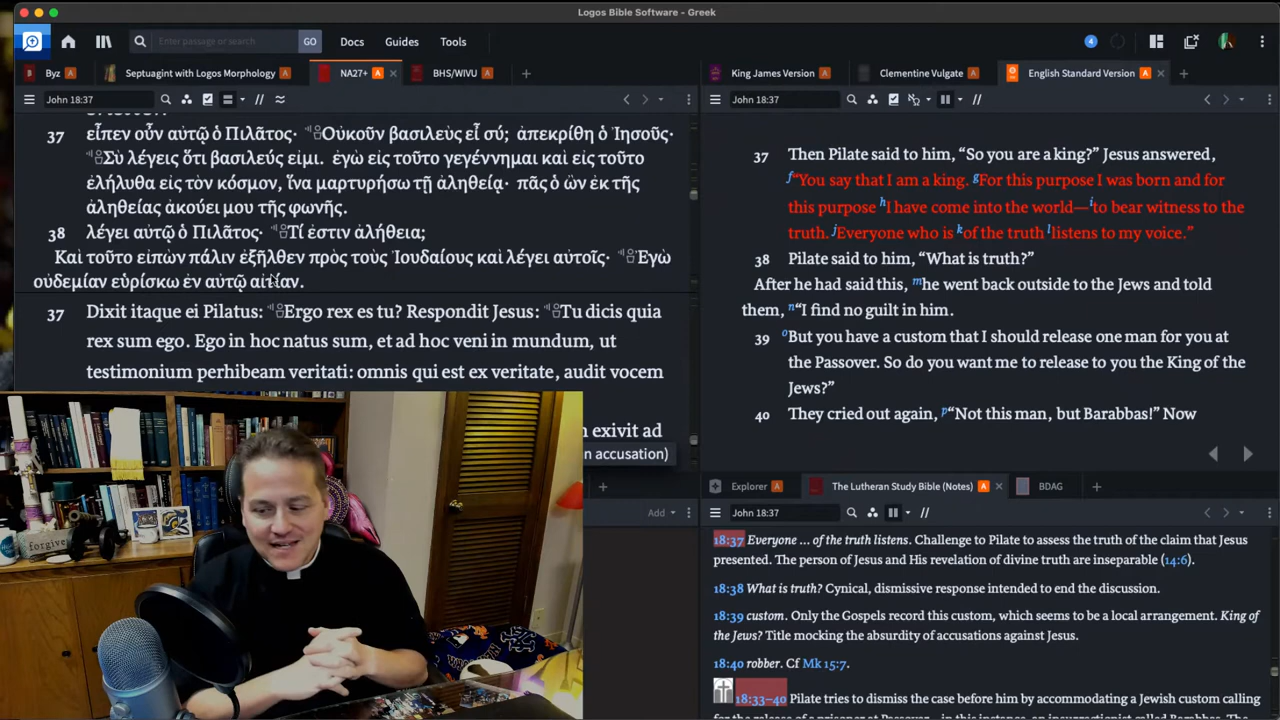 Logos Bible Software - Greek
Enter passage or search GO Docs Guides Tools 4
Byz A Septuagint with Logos Morphology A NA27+ A BHS/WIVU A
King James Version A Clementine Vulgate A English Standard Version A
John 18:37
John 18:37
37 εἶπεν οὖν αὐτῷ ὁ Πιλᾶτος· Οὐκοῦν βασιλεὺς εἶ σύ; ἀπεκρίθη ὁ Ἰησοῦς·
Σὺ λέγεις ὅτι βασιλεύς εἰμι. ἐγὼ εἰς τοῦτο γεγέννημαι καὶ εἰς τοῦτο
ἐλήλυθα εἰς τὸν κόσμον, ἵνα μαρτυρήσω τῇ ἀληθείᾳ· πᾶς ὁ ὢν ἐκ τῆς
ἀληθείας ἀκούει μου τῆς φωνῆς.
38 λέγει αὐτῷ ὁ Πιλᾶτος· Τί ἐστιν ἀλήθεια;
Καὶ τοῦτο εἰπὼν πάλιν ἐξῆλθεν πρὸς τοὺς Ἰουδαίους καὶ λέγει αὐτοῖς· Ἐγὼ
οὐδεμίαν εὑρίσκω ἐν αὐτῷ αἰτίαν.
37 Dixit itaque ei Pilatus: Ergo rex es tu? Respondit Jesus: Tu dicis quia
rex sum ego. Ego in hoc natus sum, et ad hoc veni in mundum, ut
testimonium perhibeam veritati: omnis qui est ex veritate, audit vocem
exivit ad
n accusation)
Add
37 Then Pilate said to him, “So you are a king?” Jesus answered,
f“You say that I am a king. gFor this purpose I was born and for
this purpose hI have come into the world—ito bear witness to the
truth. jEveryone who is kof the truth llistens to my voice.”
38 Pilate said to him, “What is truth?”
After he had said this, mhe went back outside to the Jews and told
them, n“I find no guilt in him.
39 oBut you have a custom that I should release one man for you at
the Passover. So do you want me to release to you the King of the
Jews?”
40 They cried out again, p“Not this man, but Barabbas!” Now
Explorer A The Lutheran Study Bible (Notes) A BDAG
John 18:37
18:37 Everyone … of the truth listens. Challenge to Pilate to assess the truth of the claim that Jesus
presented. The person of Jesus and His revelation of divine truth are inseparable (14:6).
18:38 What is truth? Cynical, dismissive response intended to end the discussion.
18:39 custom. Only the Gospels record this custom, which seems to be a local arrangement. King of
the Jews? Title mocking the absurdity of accusations against Jesus.
18:40 robber. Cf Mk 15:7.
18:33–40 Pilate tries to dismiss the case before him by accommodating a Jewish custom calling
forgive